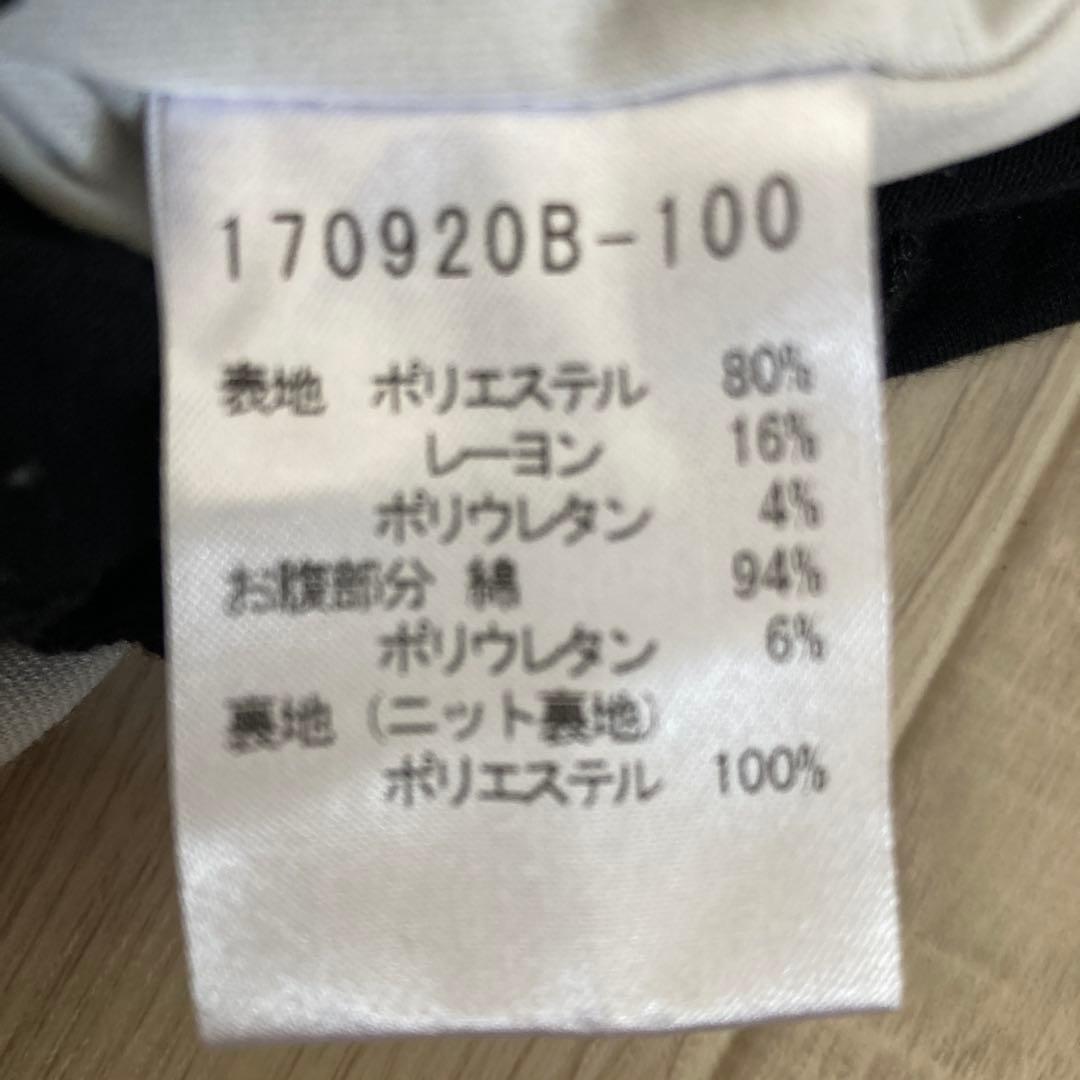 170920B-100
表地 ポリエステル 80%
レーヨン 16%
ポリウレタン 4%
お腹部分 綿 94%
ポリウレタン 6%
裏地 (ニット裏地)
ポリエステル 100%